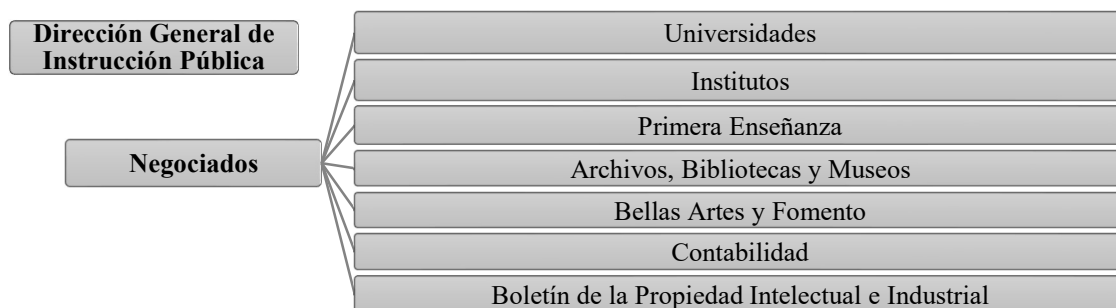 Dirección General de
Instrucción Pública
Negociados
Universidades
Institutos
Primera Enseñanza
Archivos, Bibliotecas y Museos
Bellas Artes y Fomento
Contabilidad
Boletín de la Propiedad Intelectual e Industrial